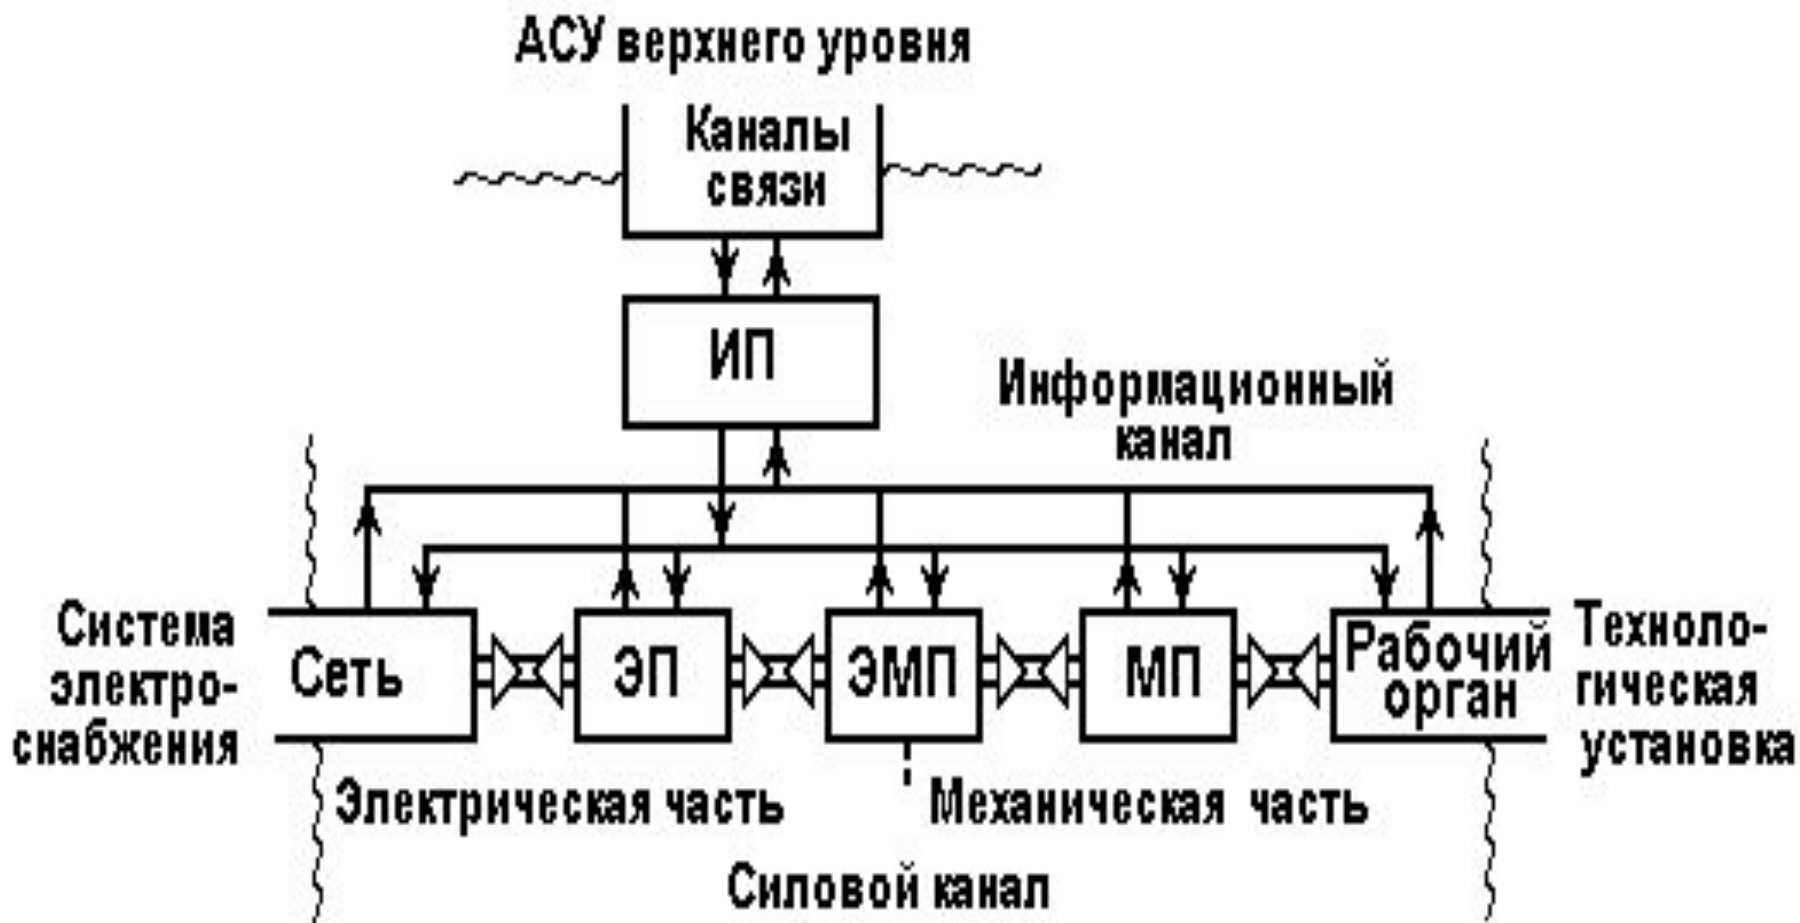 АСУ верхнего уровня
Каналы
связи
ИП
Информационный
канал
Система
электро-
снабжения
Сеть
ЭП
ЭМП
МП
Рабочий
орган
Техноло-
гическая
установка
Электрическая часть
Механическая часть
Силовой канал